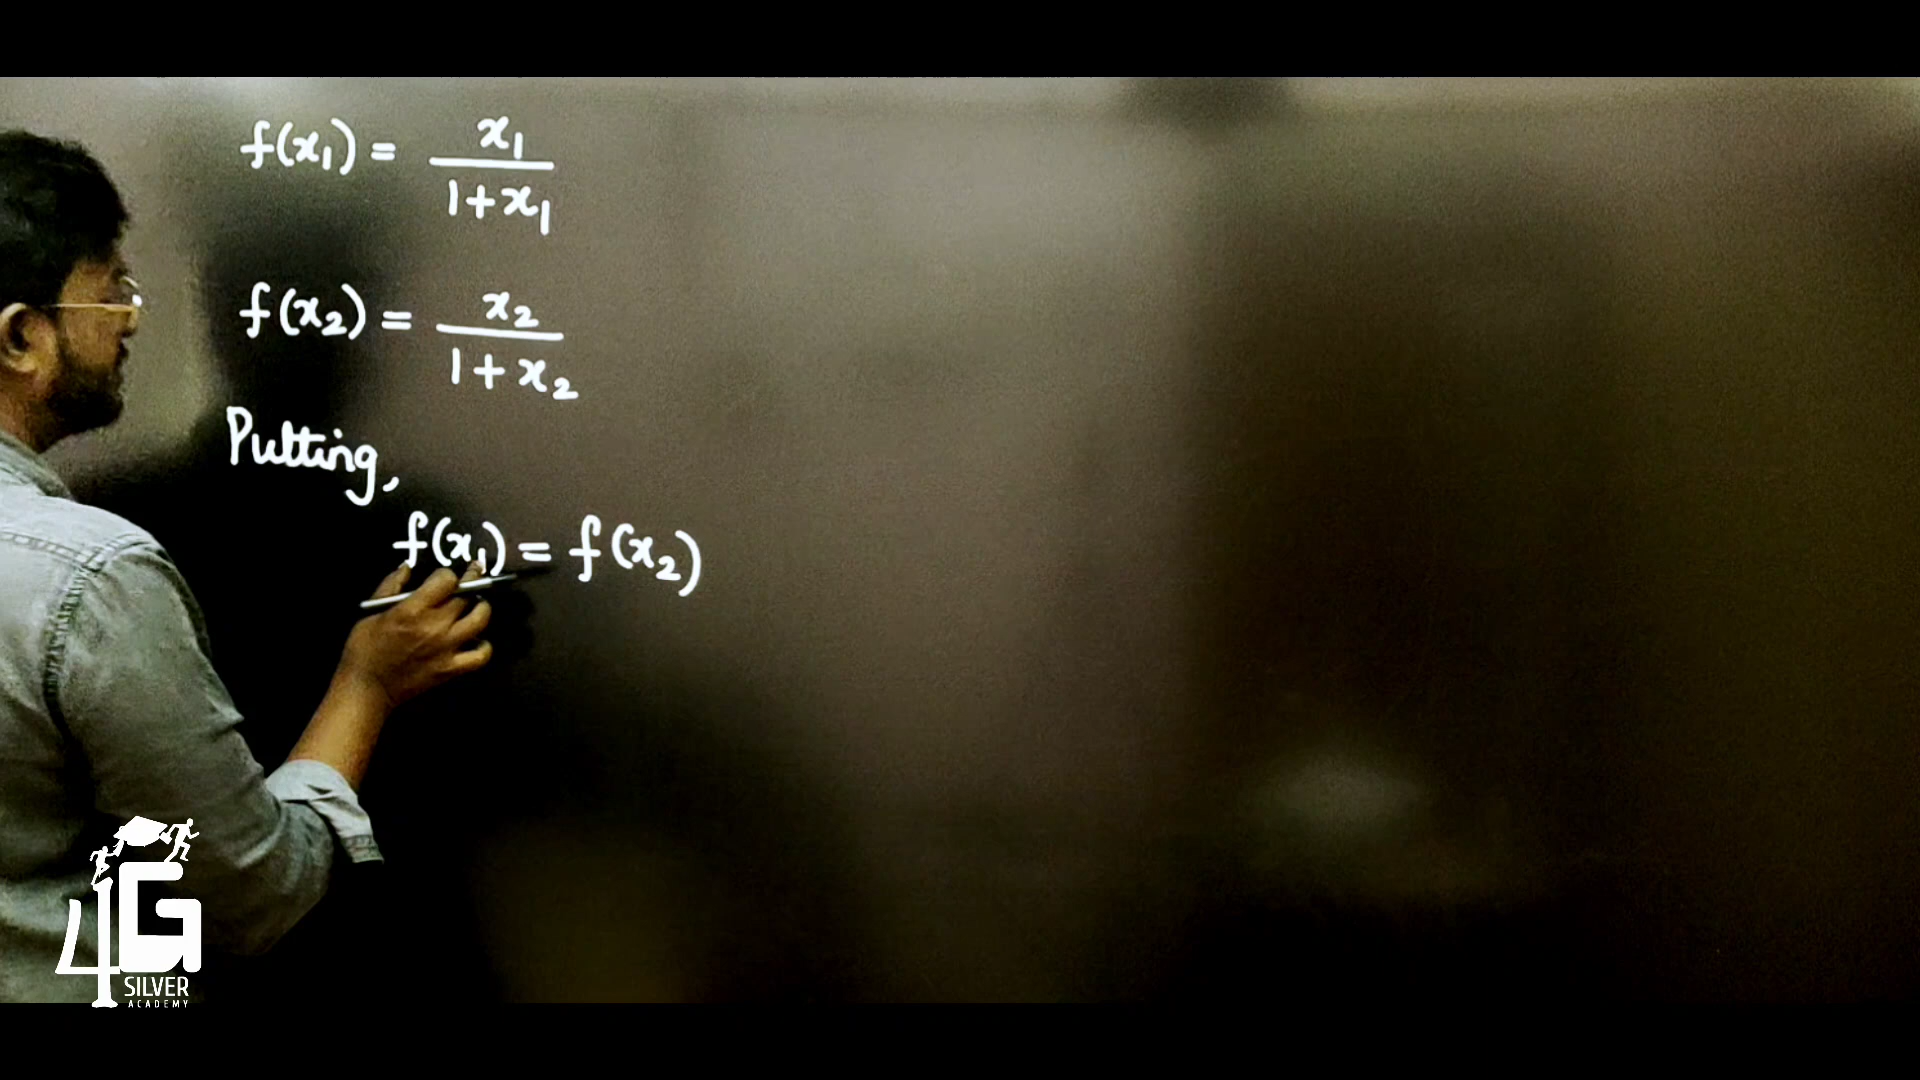 f(x₁) = x₁ / (1+x₁)
f(x₂) = x₂ / (1+x₂)
Putting,
f(x₁) = f(x₂)
4G
SILVER
ACADEMY